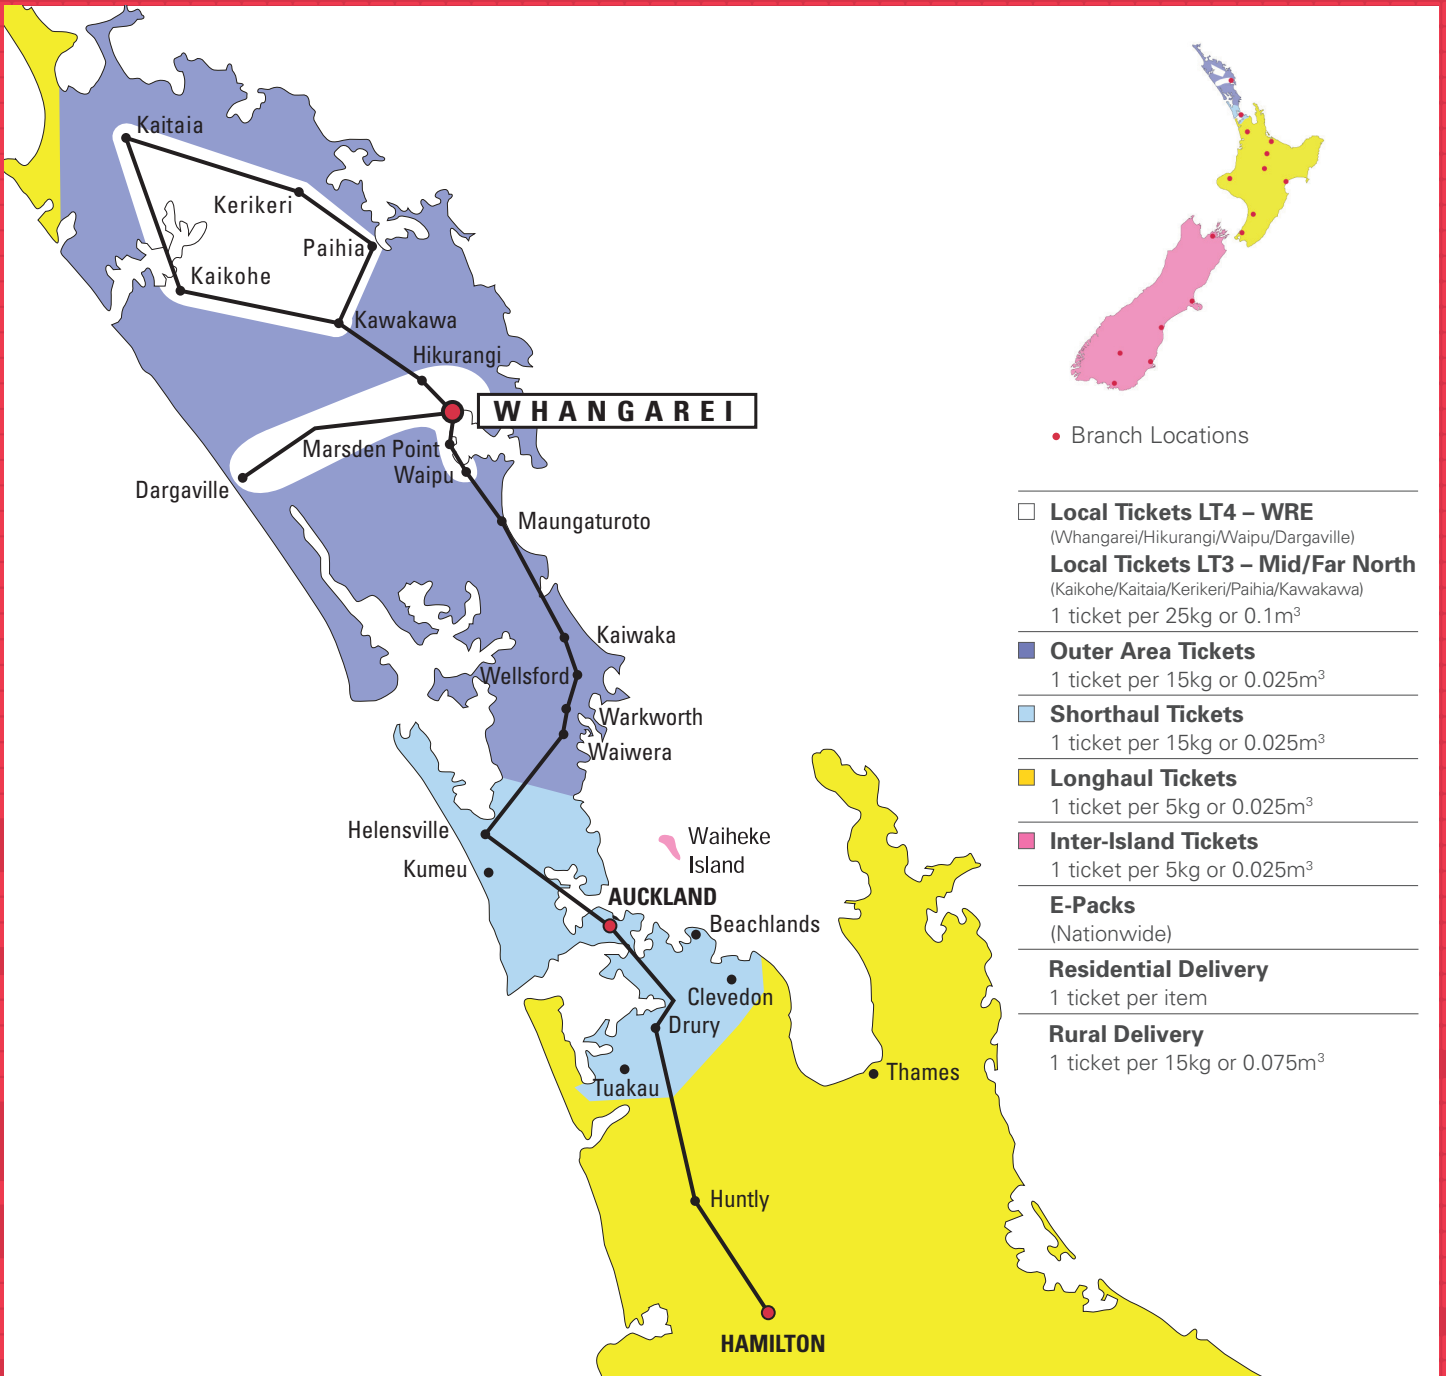 Kaitaia
Kerikeri
Paihia
Kaikohe
Kawakawa
Hikurangi
WHANGAREI
Marsden Point
Waipu
Dargaville
Maungaturoto
Kaiwaka
Wellsford
Warkworth
Waiwera
Helensville
Kumeu
Waiheke
Island
AUCKLAND
Beachlands
Clevedon
Drury
Tuakau
Thames
Huntly
HAMILTON
Branch Locations
Local Tickets LT4 – WRE
(Whangarei/Hikurangi/Waipu/Dargaville)
Local Tickets LT3 – Mid/Far North
(Kaikohe/Kaitaia/Kerikeri/Paihia/Kawakawa)
1 ticket per 25kg or 0.1m³
Outer Area Tickets
1 ticket per 15kg or 0.025m³
Shorthaul Tickets
1 ticket per 15kg or 0.025m³
Longhaul Tickets
1 ticket per 5kg or 0.025m³
Inter-Island Tickets
1 ticket per 5kg or 0.025m³
E-Packs
(Nationwide)
Residential Delivery
1 ticket per item
Rural Delivery
1 ticket per 15kg or 0.075m³